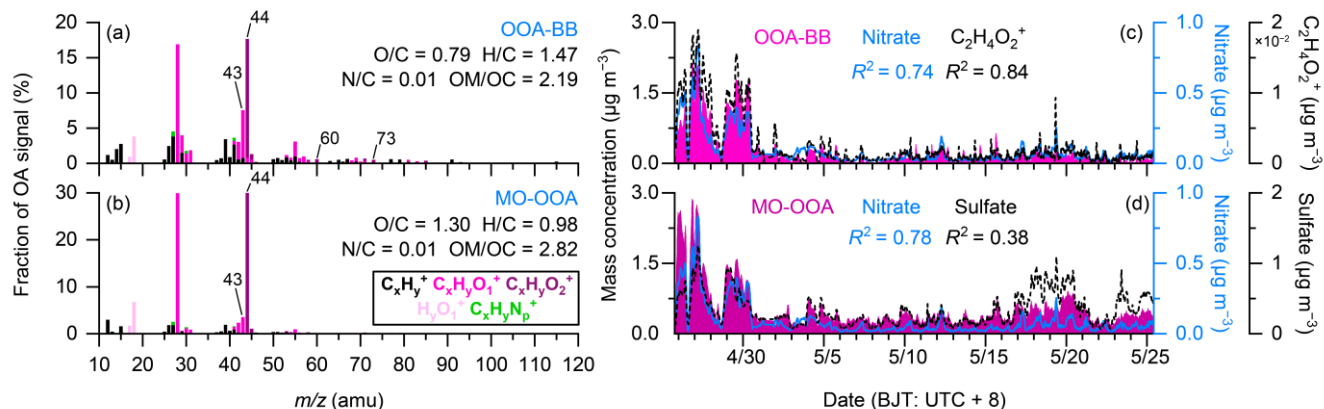 Fraction of OA signal (%)
20
15
10
5
0
(a)
44
43
60
73
OOA-BB
O/C = 0.79 H/C = 1.47
N/C = 0.01 OM/OC = 2.19
30
20
10
0
(b)
44
43
MO-OOA
O/C = 1.30 H/C = 0.98
N/C = 0.01 OM/OC = 2.82
CxHy+ CxHyO1+ CxHyO2+
HyO1+ CxHyNp+
10 20 30 40 50 60 70 80 90 100 110 120
m/z (amu)
Mass concentration (µg m−3)
3.0
1.5
0.0
OOA-BB Nitrate C2H4O2+
R2 = 0.74 R2 = 0.84
(c)
1.0
0.5
0.0
Nitrate (µg m−3)
2
×10−2
1
0
C2H4O2+ (µg m−3)
3.0
1.5
0.0
MO-OOA Nitrate Sulfate
R2 = 0.78 R2 = 0.38
(d)
1.0
0.5
0.0
Nitrate (µg m−3)
2
1
0
Sulfate (µg m−3)
4/30 5/5 5/10 5/15 5/20 5/25
Date (BJT: UTC + 8)